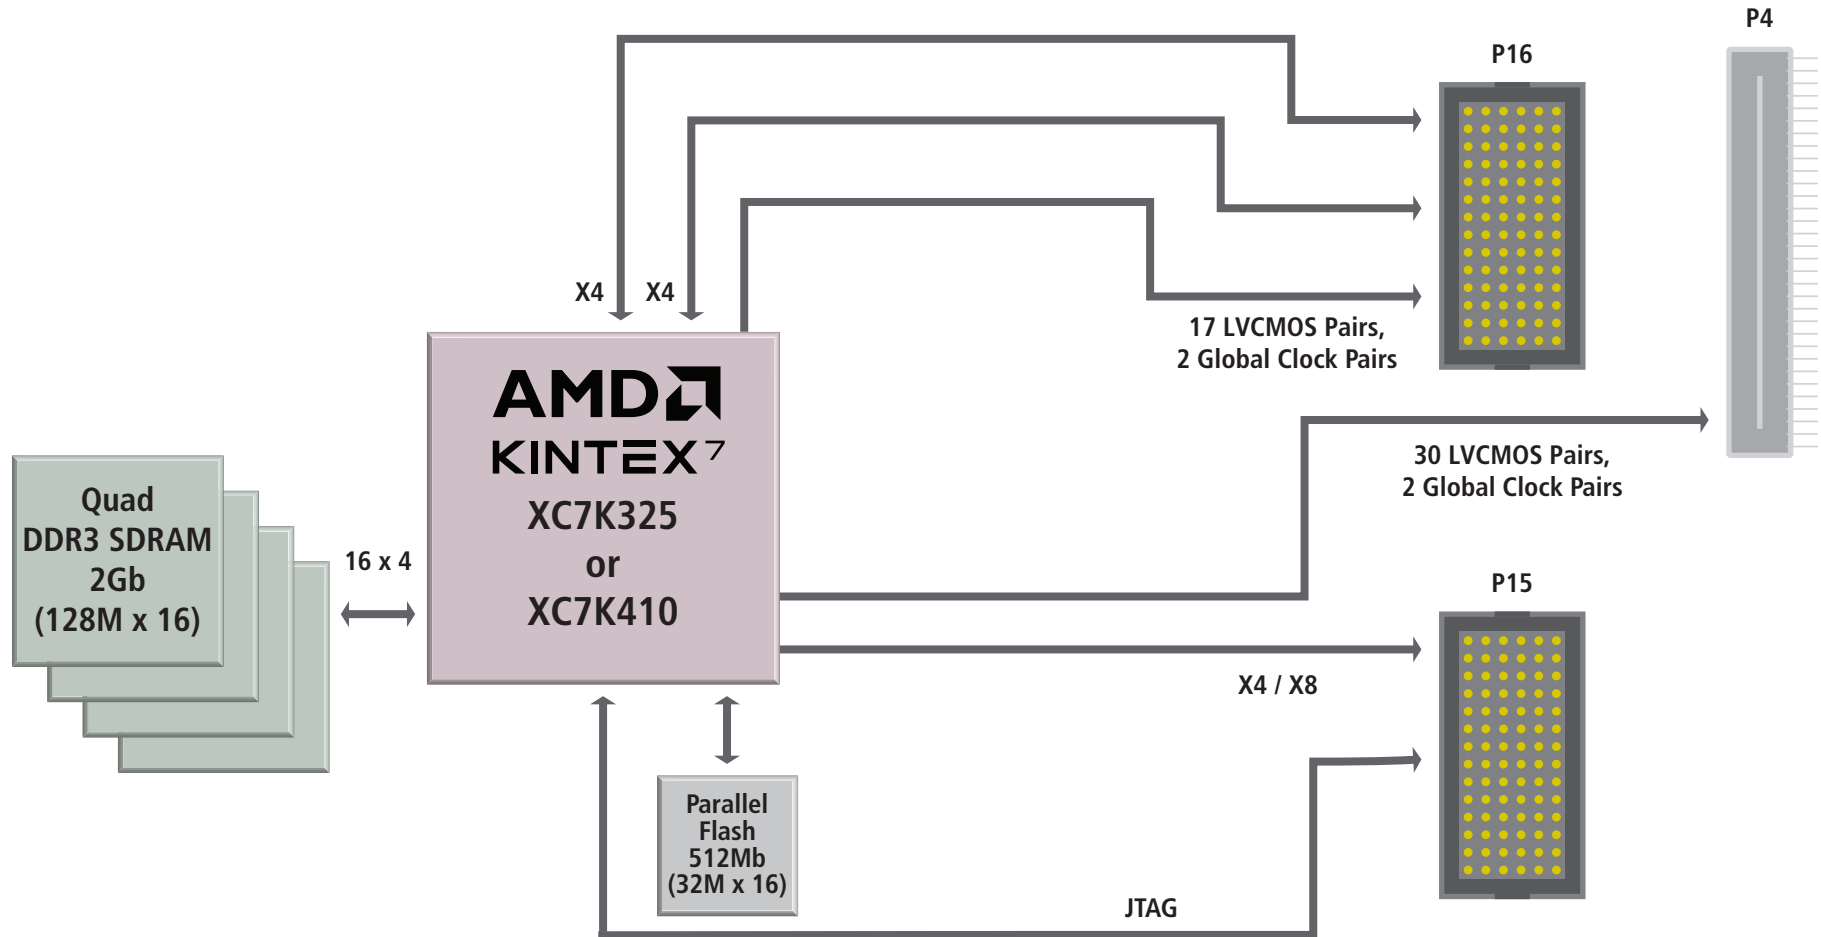 P4
P16
X4
X4
17 LVCMOS Pairs,
2 Global Clock Pairs
AMD
KINTEX 7
XC7K325
or
XC7K410
30 LVCMOS Pairs,
2 Global Clock Pairs
Quad
DDR3 SDRAM
2Gb
(128M x 16)
16 x 4
P15
X4 / X8
Parallel
Flash
512Mb
(32M x 16)
JTAG